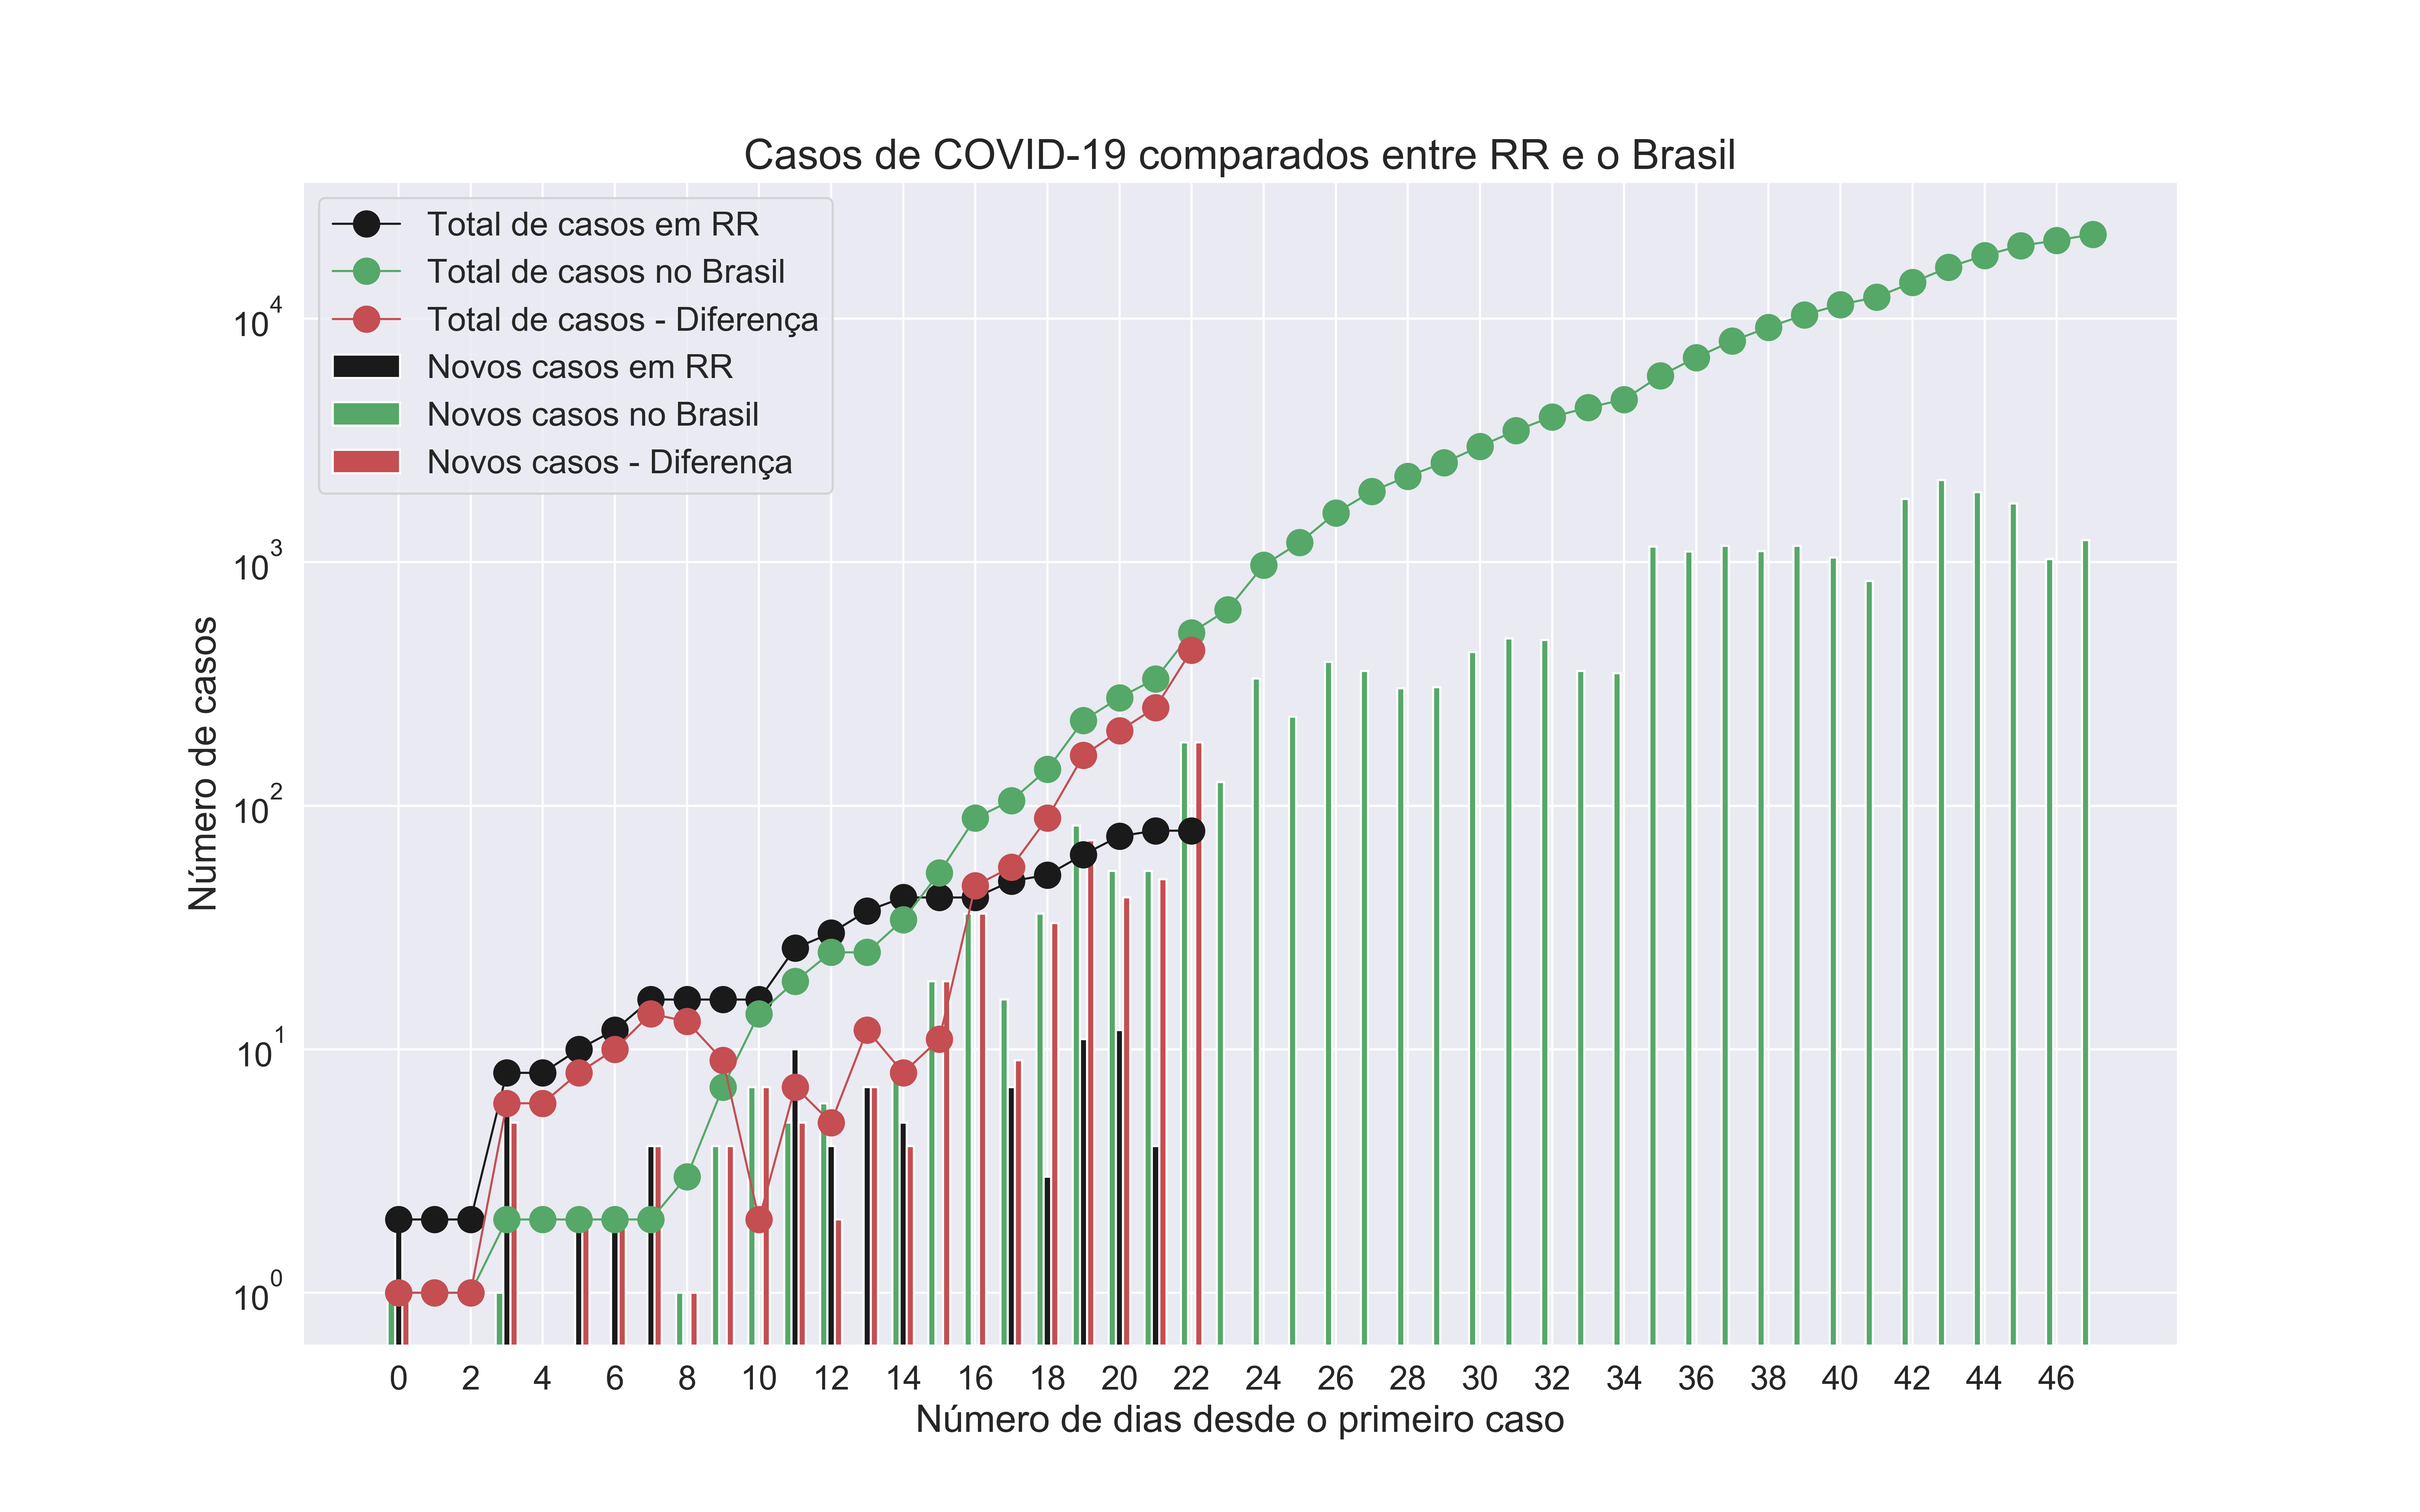 Casos de COVID-19 comparados entre RR e o Brasil
Total de casos em RR
Total de casos no Brasil
Total de casos - Diferença
Novos casos em RR
Novos casos no Brasil
Novos casos - Diferença
Número de casos
10^4
10^3
10^2
10^1
10^0
0 2 4 6 8 10 12 14 16 18 20 22 24 26 28 30 32 34 36 38 40 42 44 46
Número de dias desde o primeiro caso